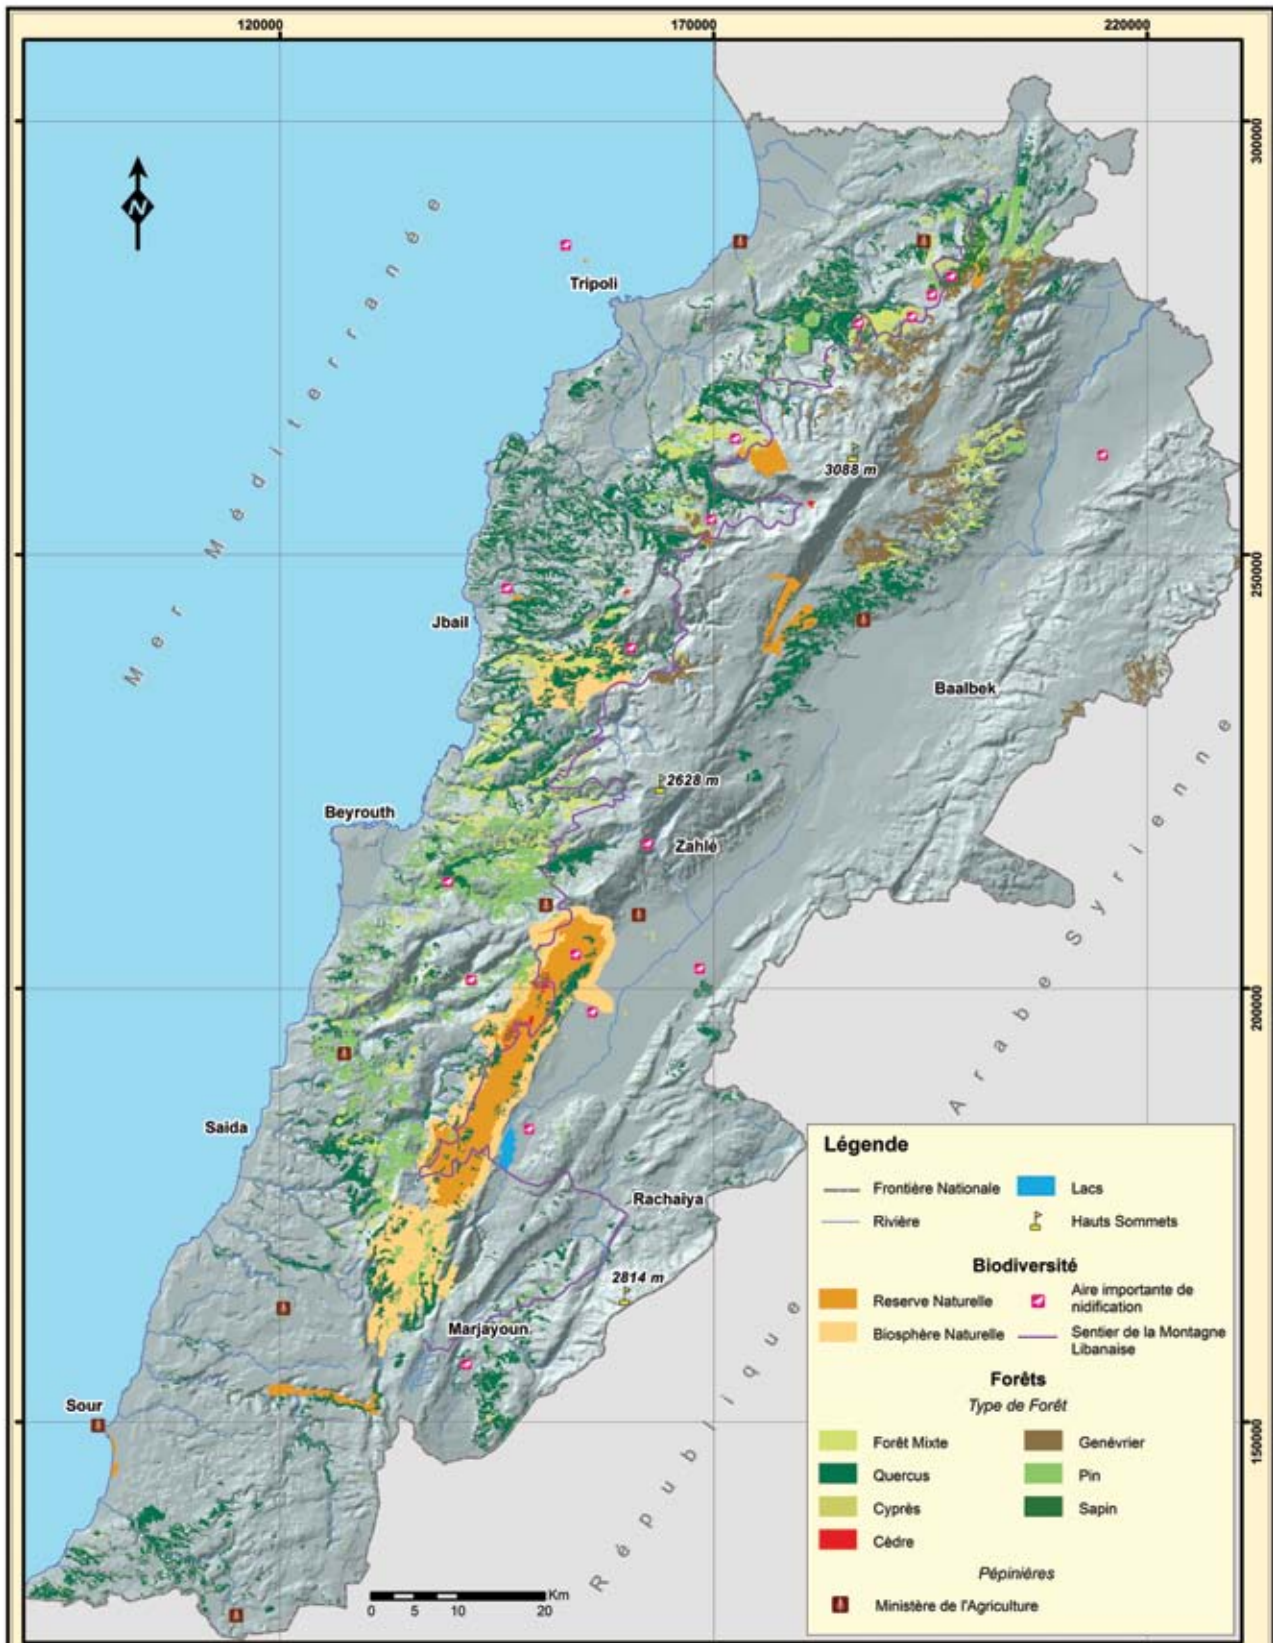 120000
170000
220000
300000
N
Mer Méditerranée
Tripoli
3088 m
250000
Jbail
Baalbek
2628 m
Beyrouth
Zahlé
200000
République Arabe Syrienne
Saida
Rachaiya
2814 m
Marjayoun
Sour
150000
Km
0 5 10 20
Légende
Frontière Nationale
Lacs
Rivière
Hauts Sommets
Biodiversité
Reserve Naturelle
Aire importante de
nidification
Biosphère Naturelle
Sentier de la Montagne
Libanaise
Forêts
Type de Forêt
Forêt Mixte
Genévrier
Quercus
Pin
Cyprès
Sapin
Cèdre
Pépinières
Ministère de l'Agriculture